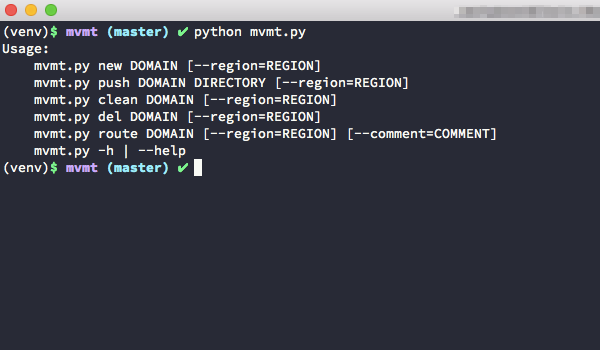 (venv)$ mvmt (master) ✔ python mvmt.py
Usage:
    mvmt.py new DOMAIN [--region=REGION]
    mvmt.py push DOMAIN DIRECTORY [--region=REGION]
    mvmt.py clean DOMAIN [--region=REGION]
    mvmt.py del DOMAIN [--region=REGION]
    mvmt.py route DOMAIN [--region=REGION] [--comment=COMMENT]
    mvmt.py -h | --help
(venv)$ mvmt (master) ✔